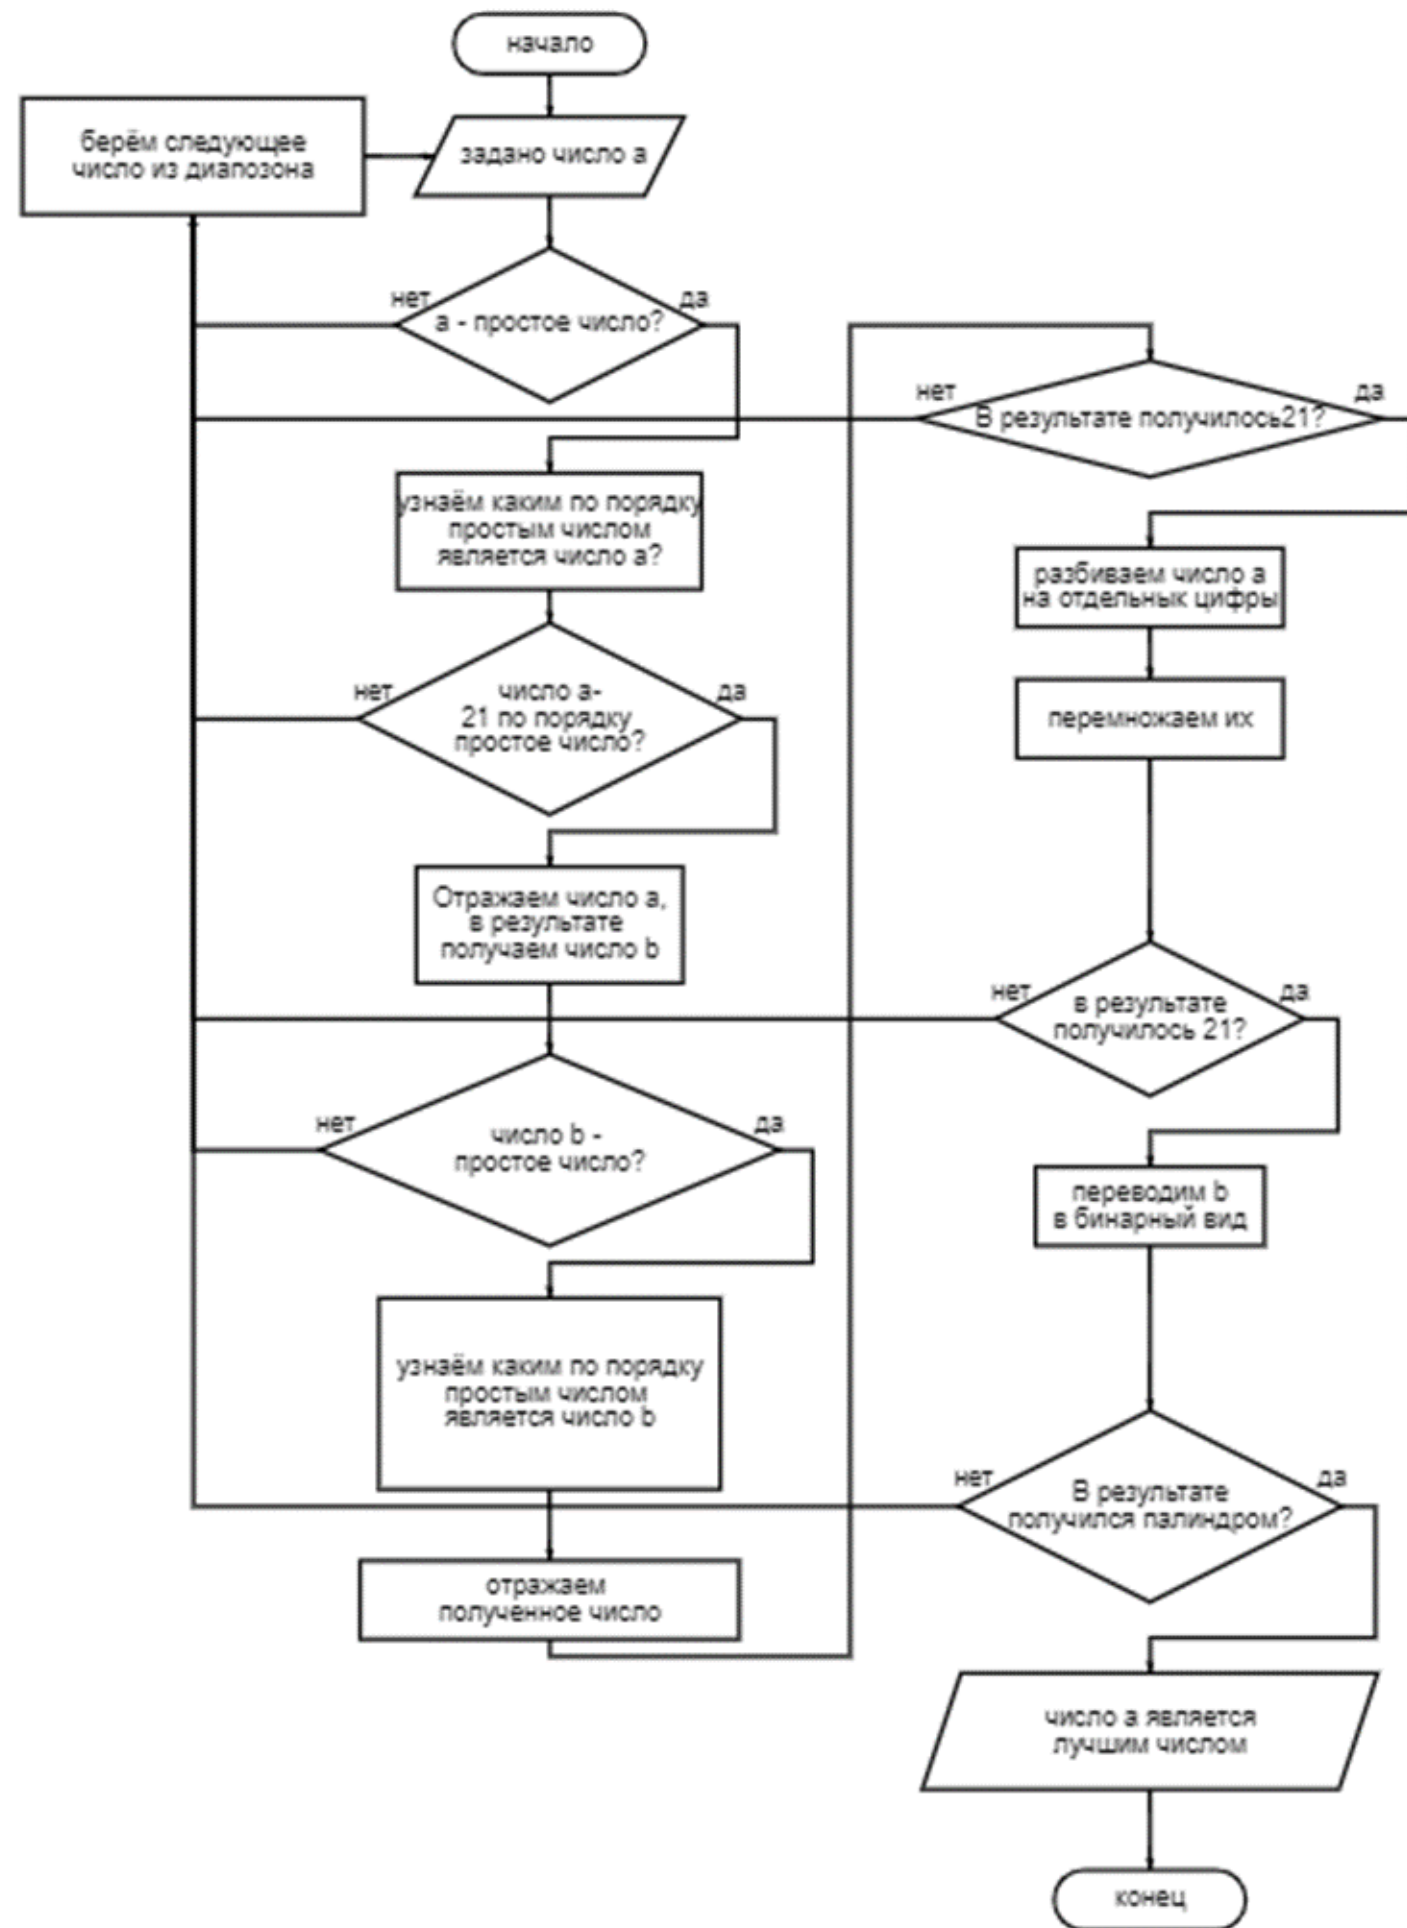 начало
берём следующее
число из диапозона
задано число a
нет
да
a - простое число?
узнаём каким по порядку
простым числом
является число a?
нет
да
число a-
21 по порядку
простое число?
Отражаем число a,
в результате
получаем число b
нет
да
число b -
простое число?
узнаём каким по порядку
простым числом
является число b
отражаем
полученное число
нет
да
В результате получилось21?
разбиваем число a
на отдельнык цифры
перемножаем их
нет
да
в результате
получилось 21?
переводим b
в бинарный вид
нет
да
В результате
получился палиндром?
число a является
лучшим числом
конец